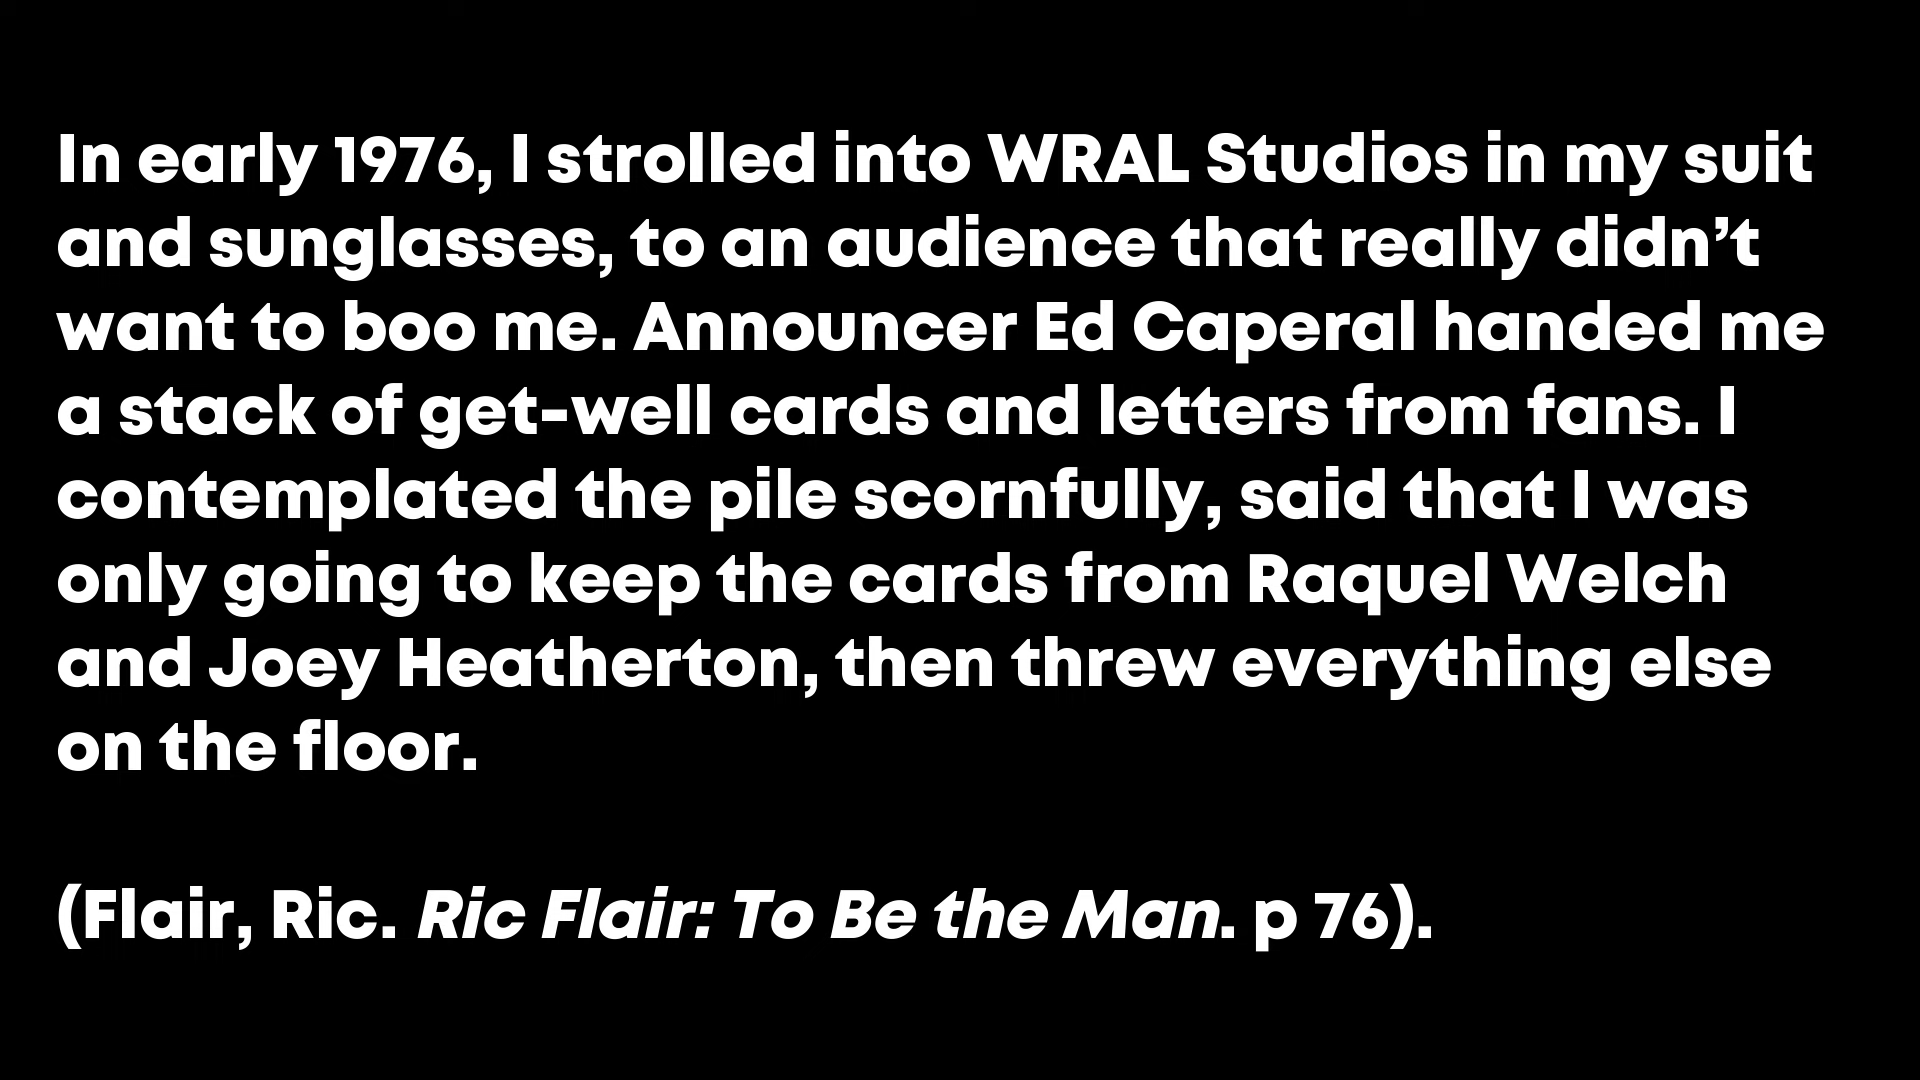 In early 1976, I strolled into WRAL Studios in my suit
and sunglasses, to an audience that really didn’t
want to boo me. Announcer Ed Caperal handed me
a stack of get-well cards and letters from fans. I
contemplated the pile scornfully, said that I was
only going to keep the cards from Raquel Welch
and Joey Heatherton, then threw everything else
on the floor.
(Flair, Ric. Ric Flair: To Be the Man. p 76).